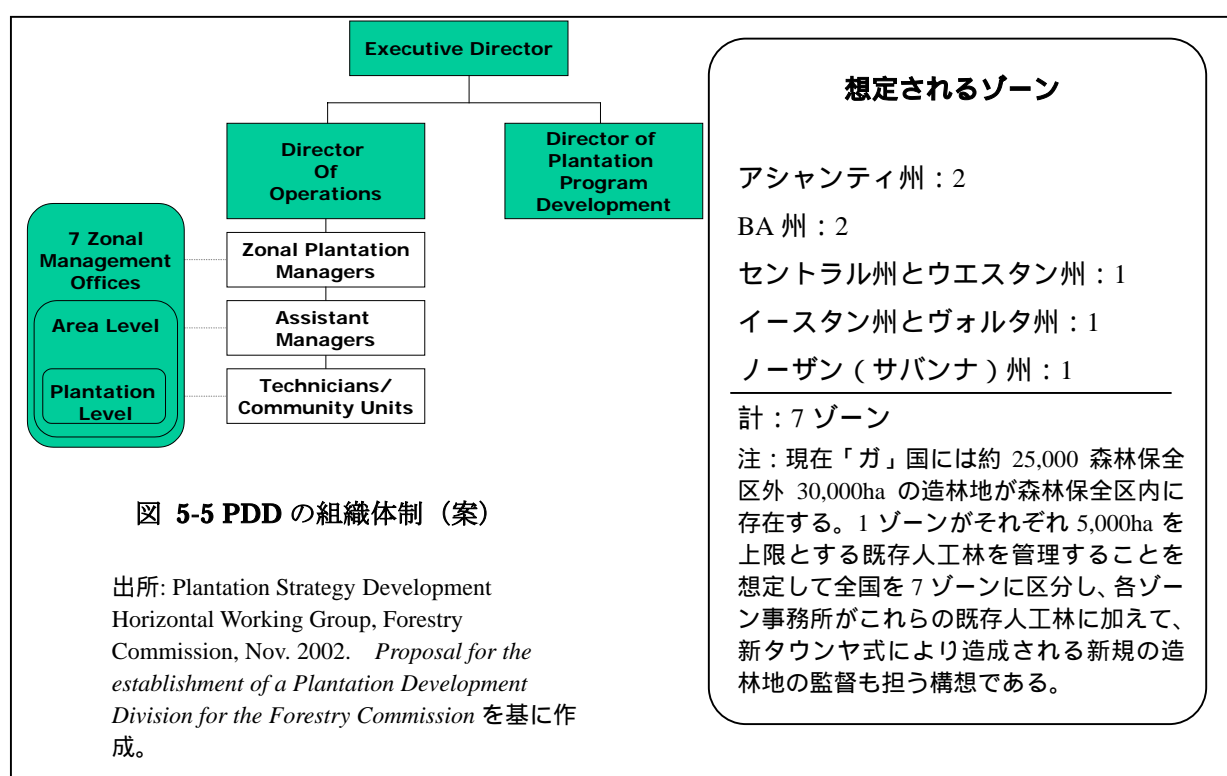 Executive Director
Director
Of
Operations
Director of
Plantation
Program
Development
7 Zonal
Management
Offices
Zonal Plantation
Managers
Area Level
Assistant
Managers
Plantation
Level
Technicians/
Community Units
図 5-5 PDD の組織体制（案）
出所: Plantation Strategy Development
Horizontal Working Group, Forestry
Commission, Nov. 2002. Proposal for the
establishment of a Plantation Development
Division for the Forestry Commission を基に作
成。
想定されるゾーン
アシャンティ州：2
BA 州：2
セントラル州とウエスタン州：1
イースタン州とヴォルタ州：1
ノーザン（サバンナ）州：1
計：7 ゾーン
注：現在「ガ」国には約 25,000 森林保全
区外 30,000ha の造林地が森林保全区内に
存在する。1 ゾーンがそれぞれ 5,000ha を
上限とする既存人工林を管理することを
想定して全国を 7 ゾーンに区分し、各ゾー
ン事務所がこれらの既存人工林に加えて、
新タウンヤ式により造成される新規の造
林地の監督も担う構想である。